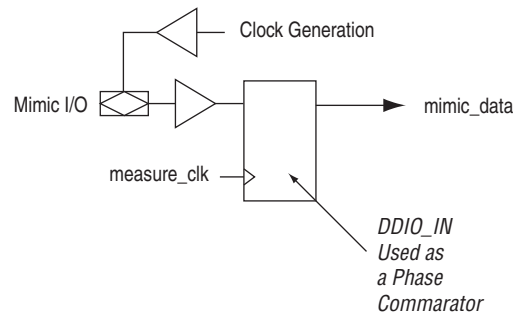 Clock Generation
Mimic I/O
mimic_data
measure_clk
DDIO_IN
Used as
a Phase
Commarator